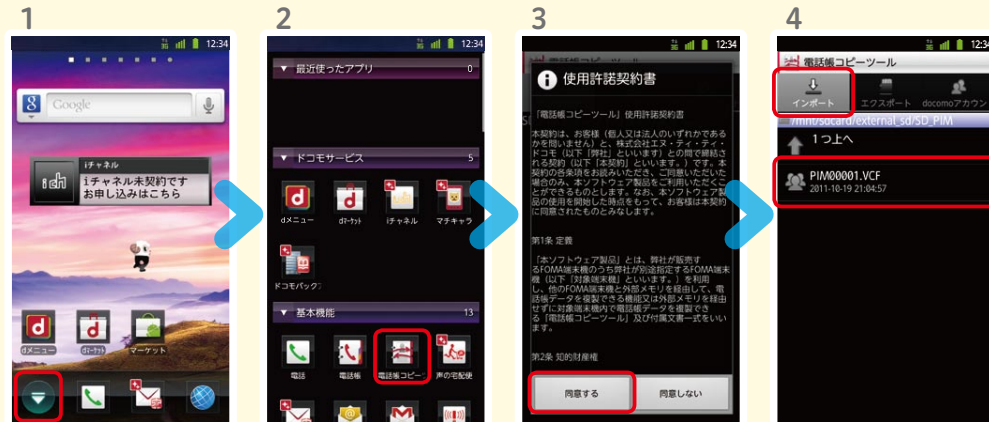 1
12:34
Google
iチャネル
iチャネル未契約です
お申し込みはこちら
dメニュー
dマーケット
マーケット
2
12:34
▼ 最近使ったアプリ 0
▼ ドコモサービス 5
dメニュー
dマーケット
iチャネル
マチキャラ
ドコモバックア
▼ 基本機能 13
電話
電話帳
電話帳コピーツ
声の宅配便
3
12:34
電話帳コピーツール
使用許諾契約書
「電話帳コピーツール」使用許諾契約書
本契約は、お客様（個人又は法人のいずれかである
かを問いません）と、株式会社エヌ・ティ・ティ・
ドコモ（以下「弊社」といいます）との間で締結さ
れる契約（以下「本契約」といいます。）です。本
契約の各条項をお読みいただき、ご同意いただいた
場合のみ、本ソフトウェア製品をご利用いただくこ
とができるものとします。なお、本ソフトウェア製
品の使用を開始した時点をもって、お客様は本契約
に同意されたものとみなします。
第1条 定義
「本ソフトウェア製品」とは、弊社が販売す
るFOMA端末機のうち弊社が別途指定するFOMA端末
機（以下「対象端末機」といいます。）を利用
し、他のFOMA端末機と外部メモリを経由して、電
話帳データを複製できる機能又は外部メモリを経由
せずに対象端末機内で電話帳データを複製でき
る「電話帳コピーツール」及び付属文書一式をいい
ます。
第2条 知的財産権
同意する
同意しない
4
12:34
電話帳コピーツール
インポート
エクスポート
docomoアカウン
/mnt/sdcard/external_sd/SD_PIM
1つ上へ
PIM00001.VCF
2011-10-19 21:04:57